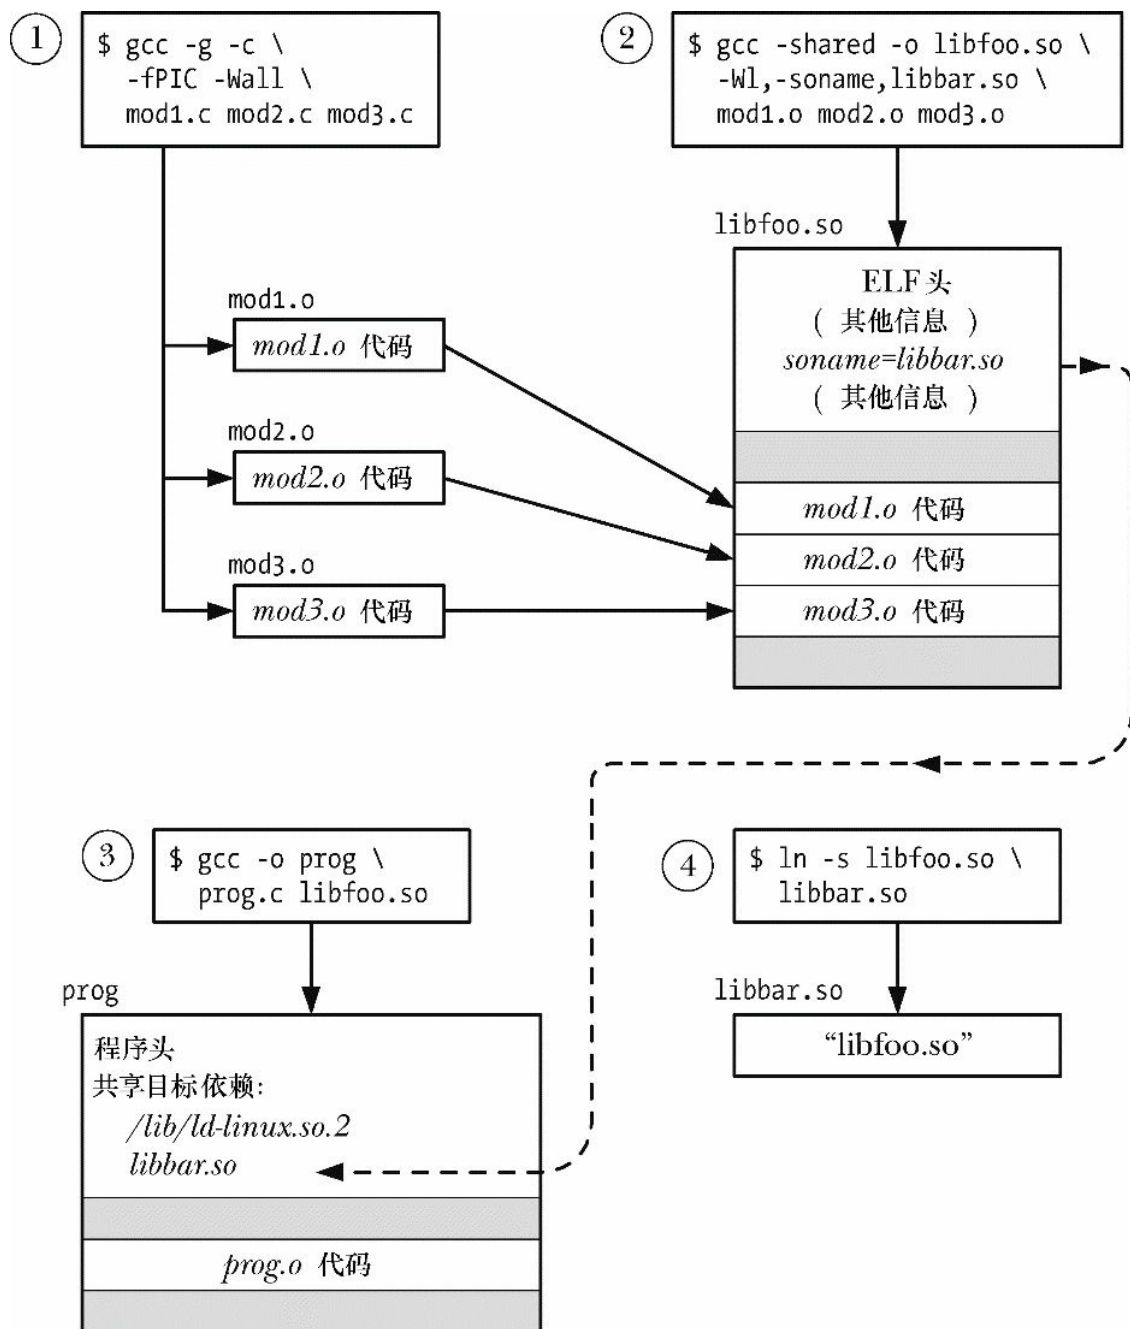 ①
$ gcc -g -c \
-fPIC -Wall \
mod1.c mod2.c mod3.c
②
$ gcc -shared -o libfoo.so \
-Wl,-soname,libbar.so \
mod1.o mod2.o mod3.o
libfoo.so
ELF头
( 其他信息 )
soname=libbar.so
( 其他信息 )
mod1.o
mod1.o 代码
mod2.o
mod2.o 代码
mod3.o
mod3.o 代码
mod1.o 代码
mod2.o 代码
mod3.o 代码
③
$ gcc -o prog \
prog.c libfoo.so
④
$ ln -s libfoo.so \
libbar.so
prog
程序头
共享目标依赖:
/lib/ld-linux.so.2
libbar.so
prog.o 代码
libbar.so
“libfoo.so”